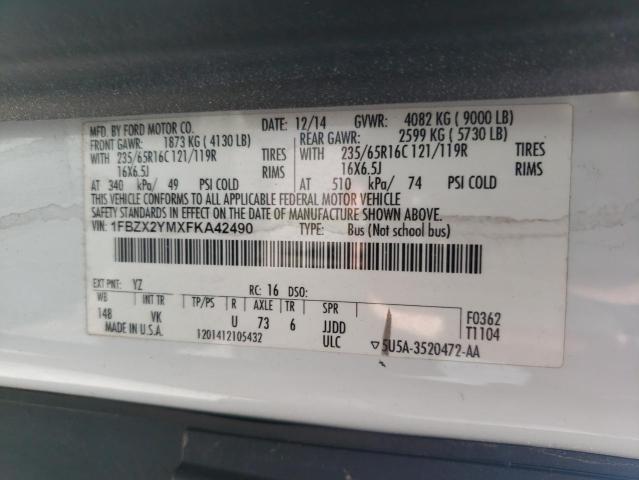 MFD. BY FORD MOTOR CO. DATE: 12/14 GVWR: 4082 KG ( 9000 LB)
FRONT GAWR: 1873 KG ( 4130 LB) REAR GAWR: 2599 KG ( 5730 LB)
WITH 235/65R16C 121/119R TIRES WITH 235/65R16C 121/119R TIRES
16X6.5J RIMS 16X6.5J RIMS
AT 340 kPa/ 49 PSI COLD AT 510 kPa/ 74 PSI COLD
THIS VEHICLE CONFORMS TO ALL APPLICABLE FEDERAL MOTOR VEHICLE
SAFETY STANDARDS IN EFFECT ON THE DATE OF MANUFACTURE SHOWN ABOVE.
VIN: 1FBZX2YMXFKA42490 TYPE: Bus (Not school bus)
EXT PNT: YZ RC: 16 DSO:
WB INT TR TP/PS R AXLE TR SPR F0362
148 VK U 73 6 JJDD T1104
MADE IN U.S.A. 1201412105432 ULC ▽5U5A-3520472-AA